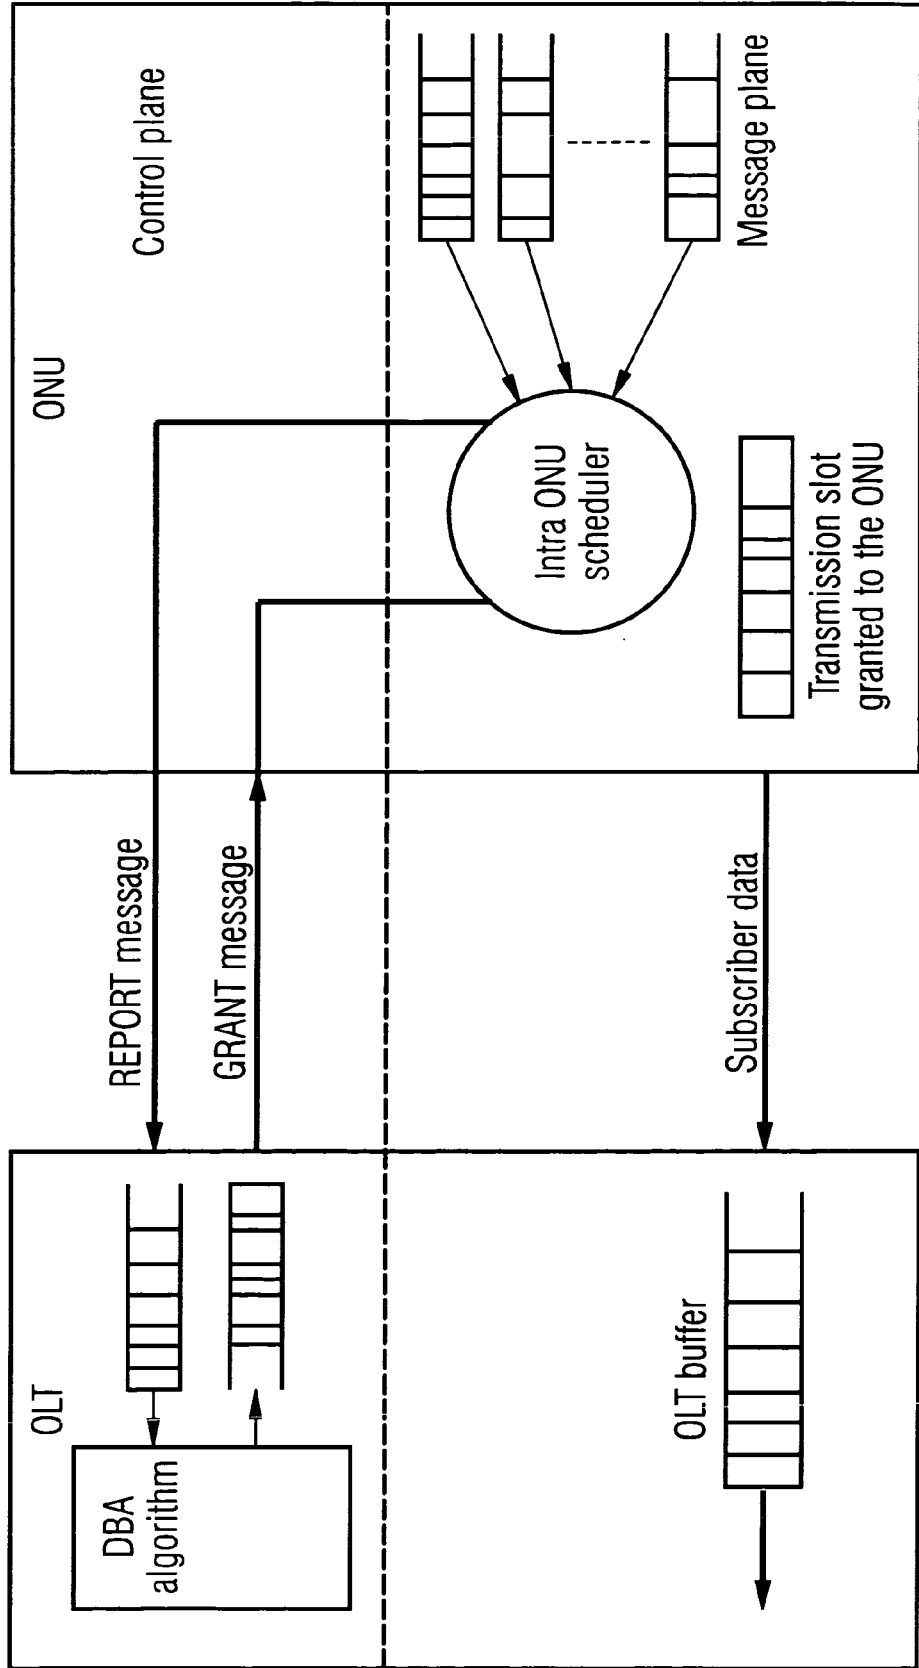 OLT
DBA
algorithm
REPORT message
GRANT message
ONU
Control plane
Intra ONU
scheduler
Message plane
Transmission slot
granted to the ONU
Subscriber data
OLT buffer